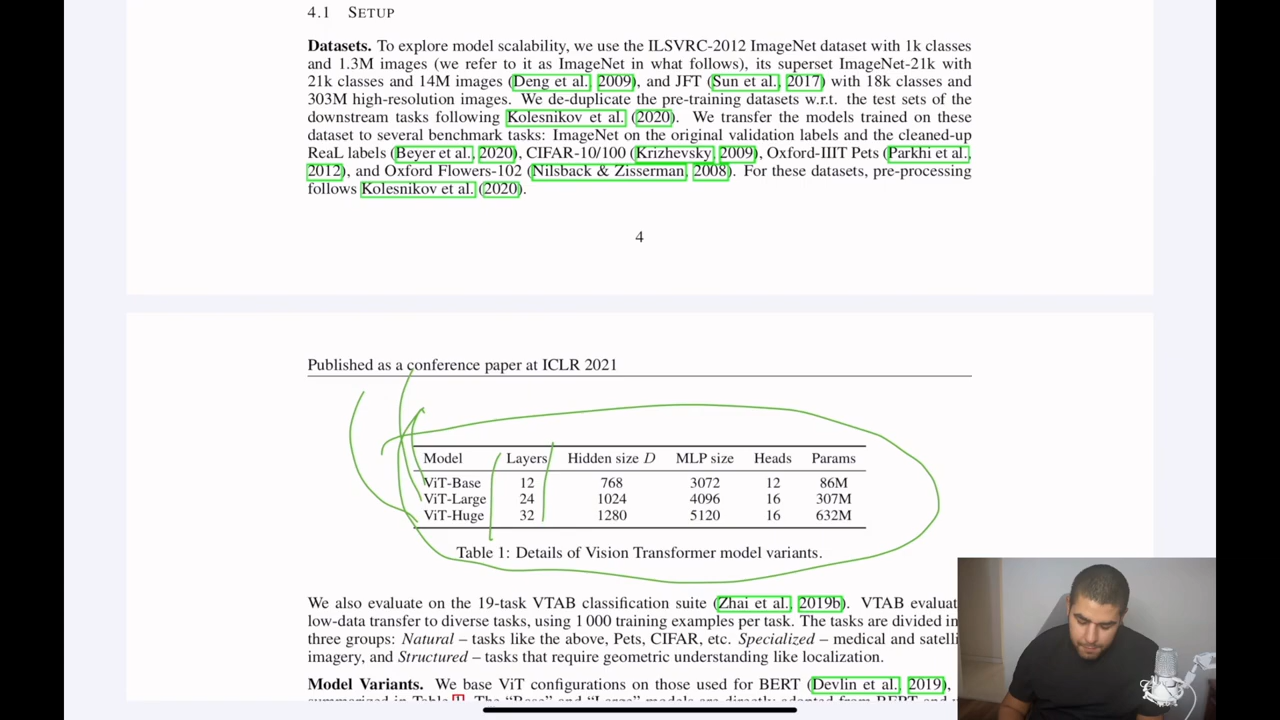 4.1 SETUP
Datasets. To explore model scalability, we use the ILSVRC-2012 ImageNet dataset with 1k classes
and 1.3M images (we refer to it as ImageNet in what follows), its superset ImageNet-21k with
21k classes and 14M images (Deng et al., 2009), and JFT (Sun et al., 2017) with 18k classes and
303M high-resolution images. We de-duplicate the pre-training datasets w.r.t. the test sets of the
downstream tasks following Kolesnikov et al. (2020). We transfer the models trained on these
dataset to several benchmark tasks: ImageNet on the original validation labels and the cleaned-up
ReaL labels (Beyer et al., 2020), CIFAR-10/100 (Krizhevsky, 2009), Oxford-IIIT Pets (Parkhi et al.,
2012), and Oxford Flowers-102 (Nilsback & Zisserman, 2008). For these datasets, pre-processing
follows Kolesnikov et al. (2020).
4
Published as a conference paper at ICLR 2021
Model Layers Hidden size D MLP size Heads Params
ViT-Base 12 768 3072 12 86M
ViT-Large 24 1024 4096 16 307M
ViT-Huge 32 1280 5120 16 632M
Table 1: Details of Vision Transformer model variants.
We also evaluate on the 19-task VTAB classification suite (Zhai et al., 2019b). VTAB evaluat
low-data transfer to diverse tasks, using 1 000 training examples per task. The tasks are divided in
three groups: Natural – tasks like the above, Pets, CIFAR, etc. Specialized – medical and satelli
imagery, and Structured – tasks that require geometric understanding like localization.
Model Variants. We base ViT configurations on those used for BERT (Devlin et al., 2019),